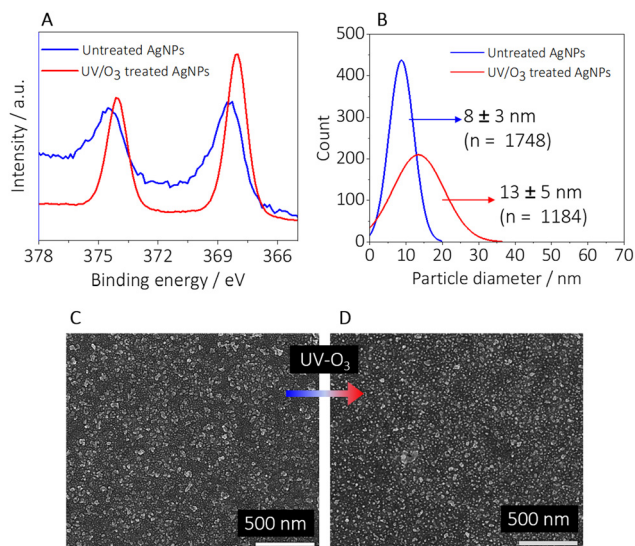 A
Untreated AgNPs
UV/O₃ treated AgNPs
Intensity / a.u.
378 375 372 369 366
Binding energy / eV
B
Untreated AgNPs
UV/O₃ treated AgNPs
500
400
300
200
100
0
Count
8 ± 3 nm
(n = 1748)
13 ± 5 nm
(n = 1184)
0 10 20 30 40 50 60 70
Particle diameter / nm
C
D
UV-O₃
500 nm
500 nm